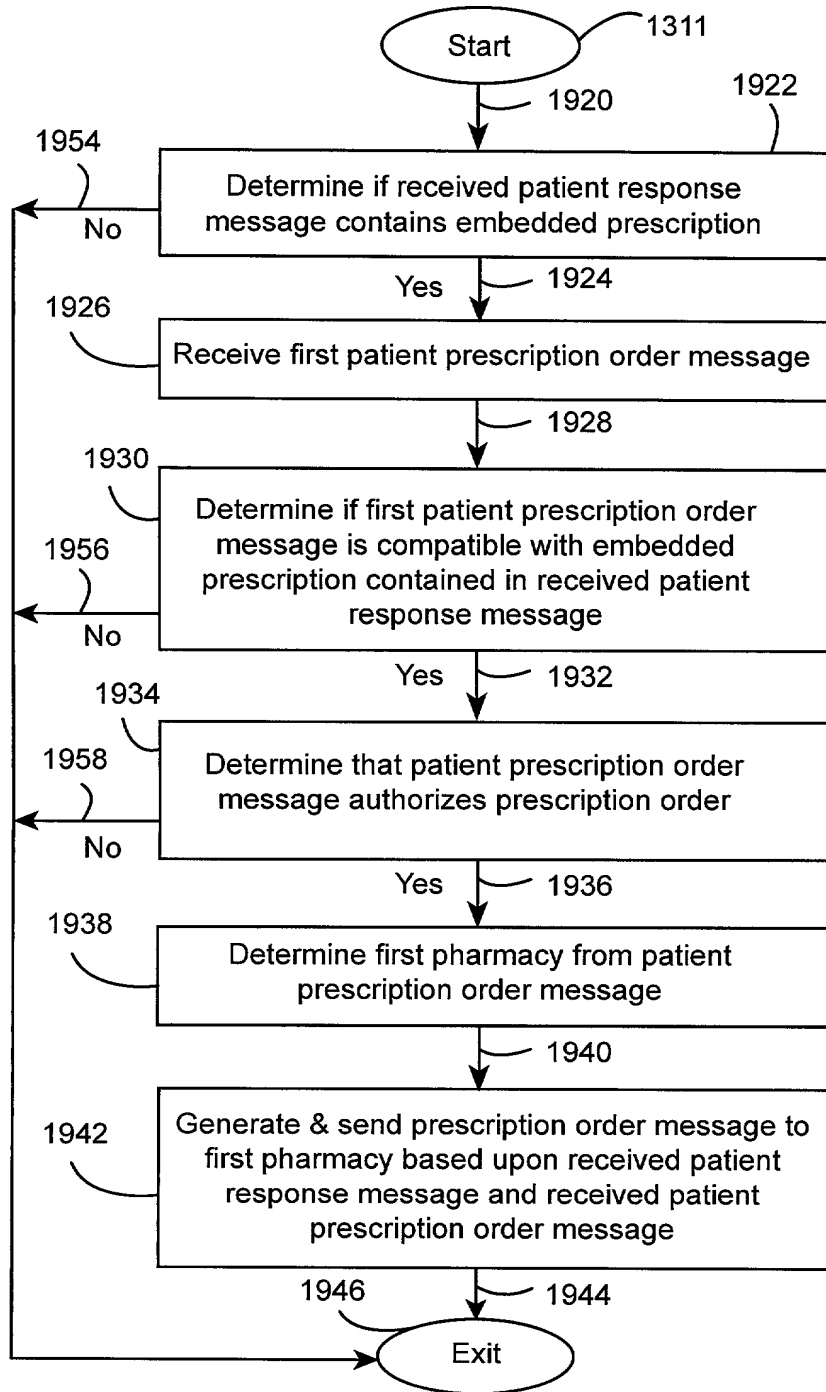 Start
1311
1920
1922
1954
Determine if received patient response
message contains embedded prescription
No
Yes
1924
1926
Receive first patient prescription order message
1928
1930
Determine if first patient prescription order
message is compatible with embedded
prescription contained in received patient
response message
1956
No
Yes
1932
1934
Determine that patient prescription order
message authorizes prescription order
1958
No
Yes
1936
1938
Determine first pharmacy from patient
prescription order message
1940
1942
Generate & send prescription order message to
first pharmacy based upon received patient
response message and received patient
prescription order message
1944
1946
Exit